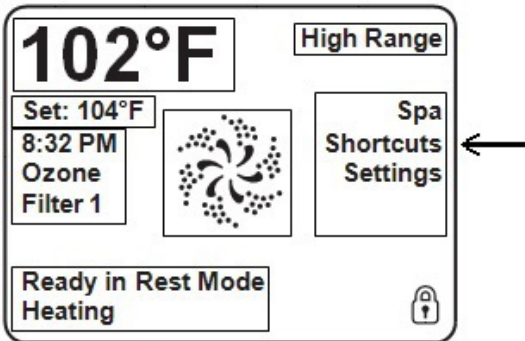 102°F
High Range
Set: 104°F
8:32 PM
Ozone
Filter 1
Spa
Shortcuts
Settings
Ready in Rest Mode
Heating